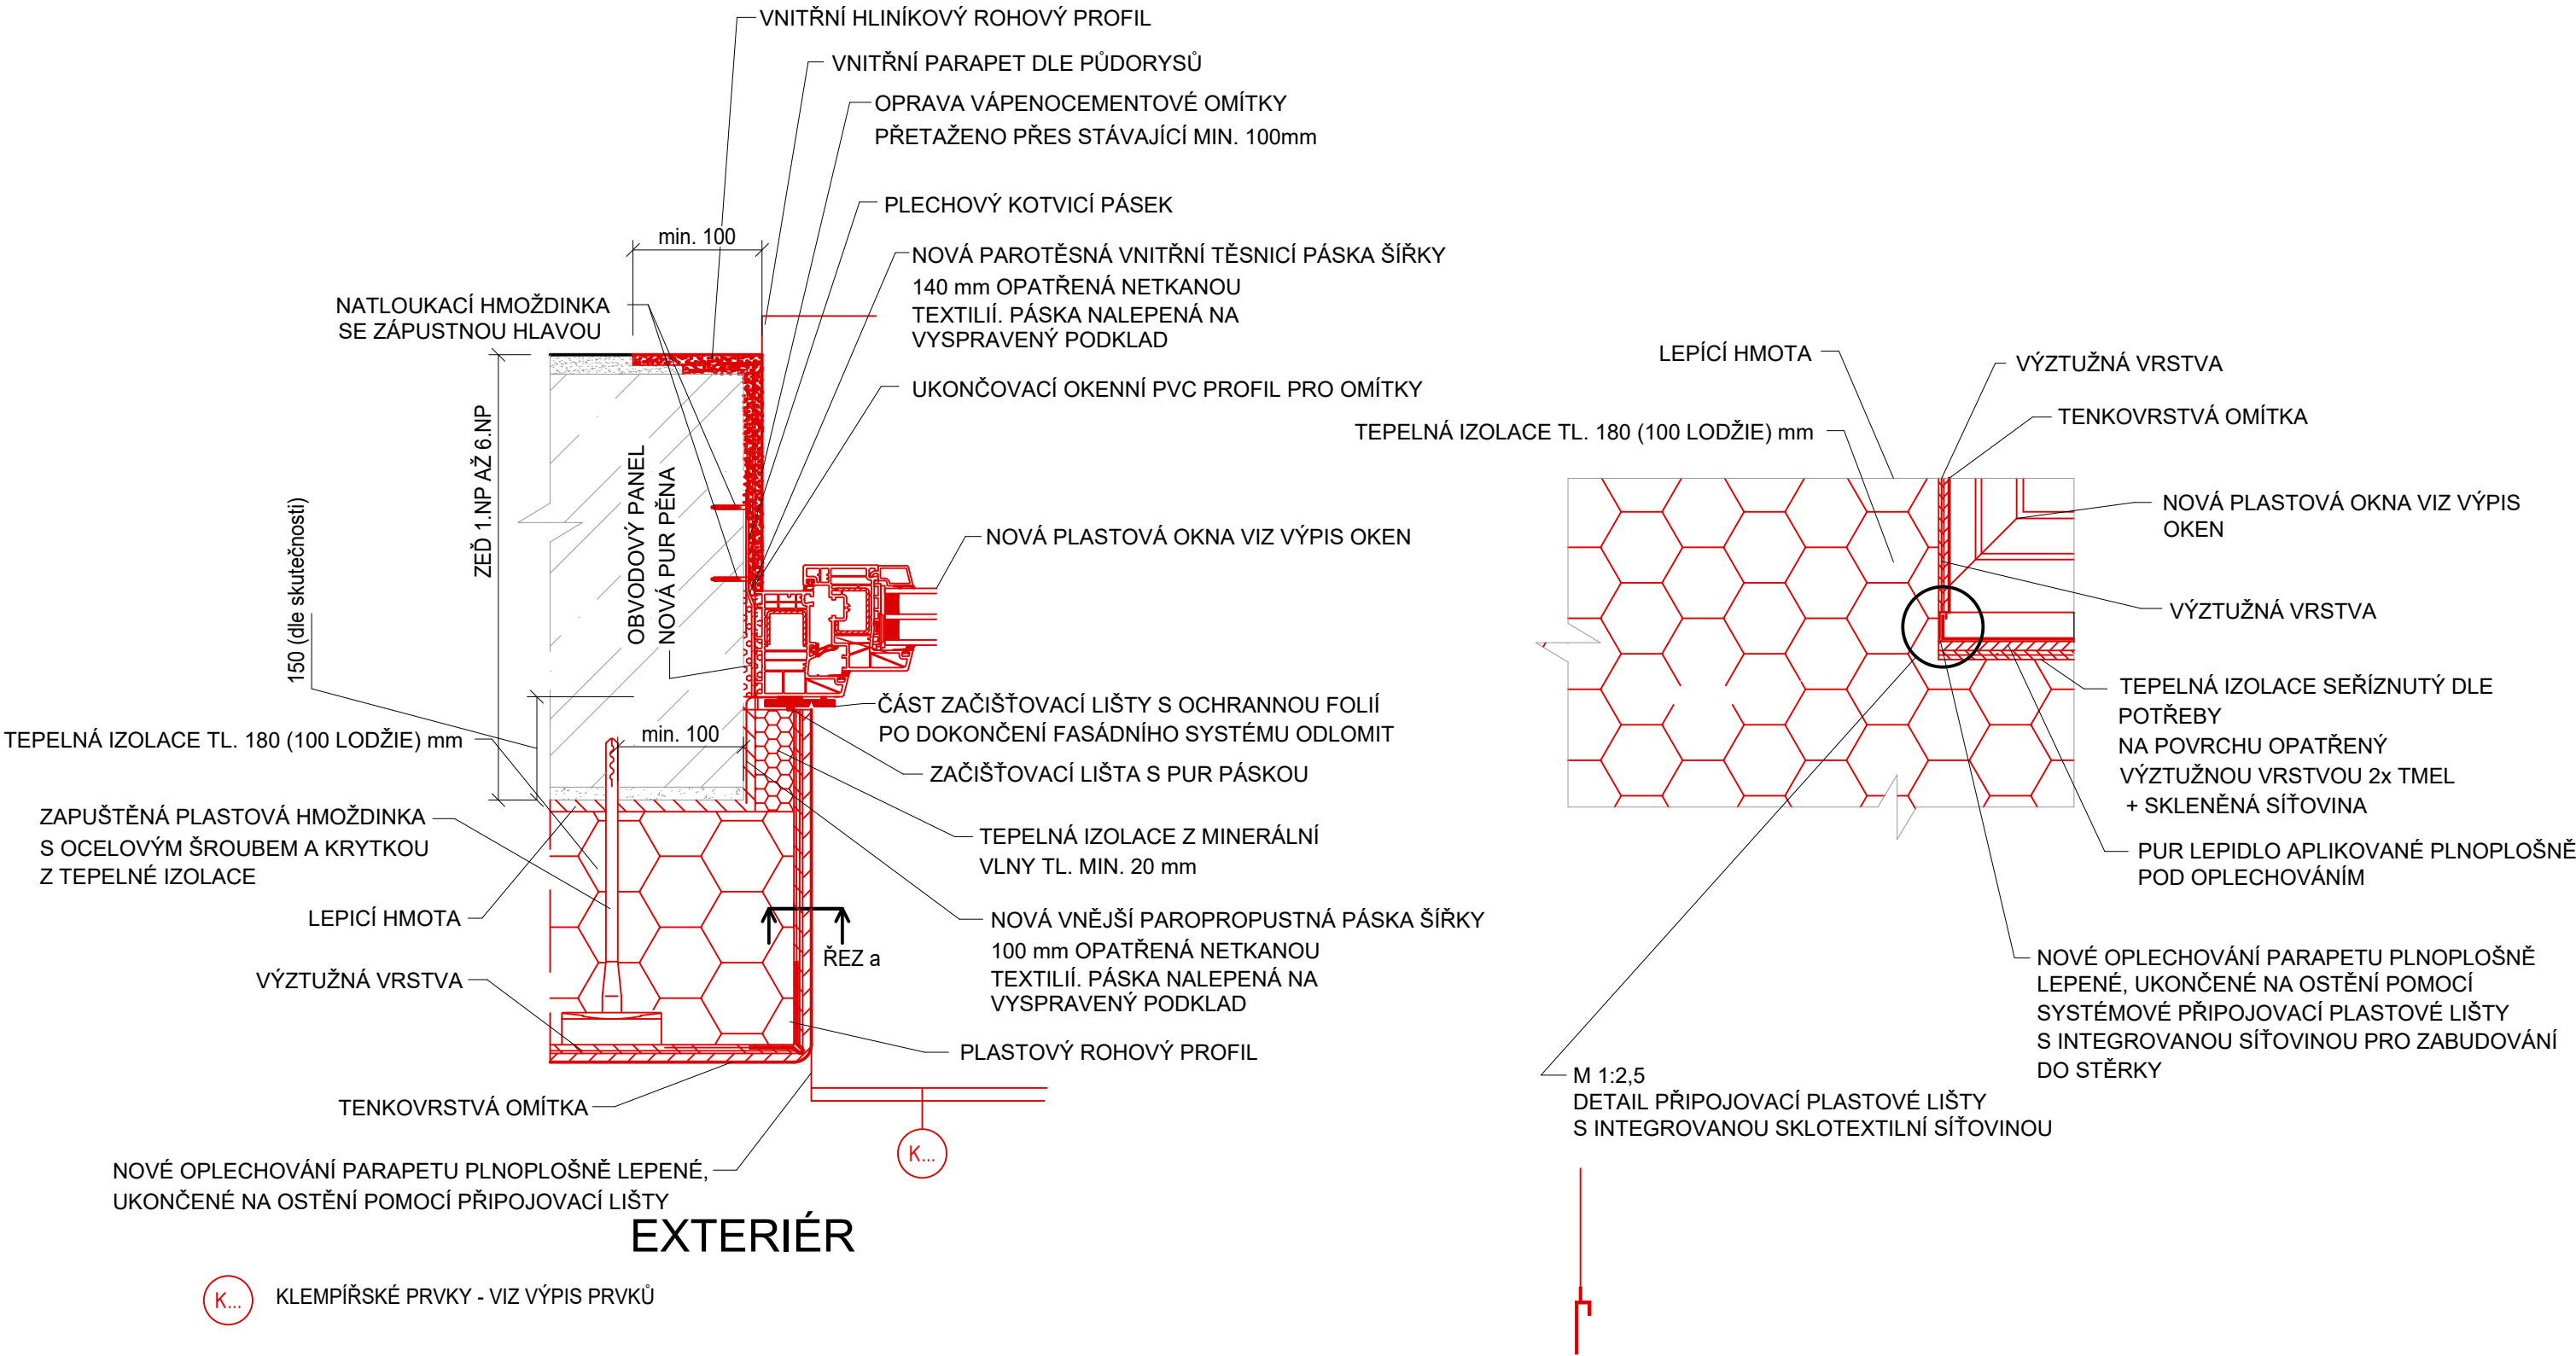 VNITŘNÍ HLINÍKOVÝ ROHOVÝ PROFIL
VNITŘNÍ PARAPET DLE PŮDORYSŮ
OPRAVA VÁPENOCEMENTOVÉ OMÍTKY
PŘETAŽENO PŘES STÁVAJÍCÍ MIN. 100mm
PLECHOVÝ KOTVICÍ PÁSEK
min. 100
NOVÁ PAROTĚSNÁ VNITŘNÍ TĚSNICÍ PÁSKA ŠÍŘKY
140 mm OPATŘENÁ NETKANOU
TEXTILIÍ. PÁSKA NALEPENÁ NA
VYSPRAVENÝ PODKLAD
NATLOUKACÍ HMOŽDINKA
SE ZÁPUSTNOU HLAVOU
UKONČOVACÍ OKENNÍ PVC PROFIL PRO OMÍTKY
ZEĎ 1.NP AŽ 6.NP
OBVODOVÝ PANEL
NOVÁ PUR PĚNA
150 (dle skutečnosti)
NOVÁ PLASTOVÁ OKNA VIZ VÝPIS OKEN
ČÁST ZAČIŠŤOVACÍ LIŠTY S OCHRANNOU FOLIÍ
PO DOKONČENÍ FASÁDNÍHO SYSTÉMU ODLOMIT
min. 100
TEPELNÁ IZOLACE TL. 180 (100 LODŽIE) mm
ZAČIŠŤOVACÍ LIŠTA S PUR PÁSKOU
ZAPUŠTĚNÁ PLASTOVÁ HMOŽDINKA
S OCELOVÝM ŠROUBEM A KRYTKOU
Z TEPELNÉ IZOLACE
TEPELNÁ IZOLACE Z MINERÁLNÍ
VLNY TL. MIN. 20 mm
LEPICÍ HMOTA
NOVÁ VNĚJŠÍ PAROPROPUSTNÁ PÁSKA ŠÍŘKY
100 mm OPATŘENÁ NETKANOU
TEXTILIÍ. PÁSKA NALEPENÁ NA
VYSPRAVENÝ PODKLAD
ŘEZ a
VÝZTUŽNÁ VRSTVA
PLASTOVÝ ROHOVÝ PROFIL
TENKOVRSTVÁ OMÍTKA
K...
NOVÉ OPLECHOVÁNÍ PARAPETU PLNOPLOŠNĚ LEPENÉ,
UKONČENÉ NA OSTĚNÍ POMOCÍ PŘIPOJOVACÍ LIŠTY
EXTERIÉR
K...
KLEMPÍŘSKÉ PRVKY - VIZ VÝPIS PRVKŮ
LEPÍCÍ HMOTA
VÝZTUŽNÁ VRSTVA
TENKOVRSTVÁ OMÍTKA
TEPELNÁ IZOLACE TL. 180 (100 LODŽIE) mm
NOVÁ PLASTOVÁ OKNA VIZ VÝPIS
OKEN
VÝZTUŽNÁ VRSTVA
TEPELNÁ IZOLACE SEŘÍZNUTÝ DLE
POTŘEBY
NA POVRCHU OPATŘENÝ
VÝZTUŽNOU VRSTVOU 2x TMEL
+ SKLENĚNÁ SÍŤOVINA
PUR LEPIDLO APLIKOVANÉ PLNOPLOŠNĚ
POD OPLECHOVÁNÍM
NOVÉ OPLECHOVÁNÍ PARAPETU PLNOPLOŠNĚ
LEPENÉ, UKONČENÉ NA OSTĚNÍ POMOCÍ
SYSTÉMOVÉ PŘIPOJOVACÍ PLASTOVÉ LIŠTY
S INTEGROVANOU SÍŤOVINOU PRO ZABUDOVÁNÍ
DO STĚRKY
M 1:2,5
DETAIL PŘIPOJOVACÍ PLASTOVÉ LIŠTY
S INTEGROVANOU SKLOTEXTILNÍ SÍŤOVINOU